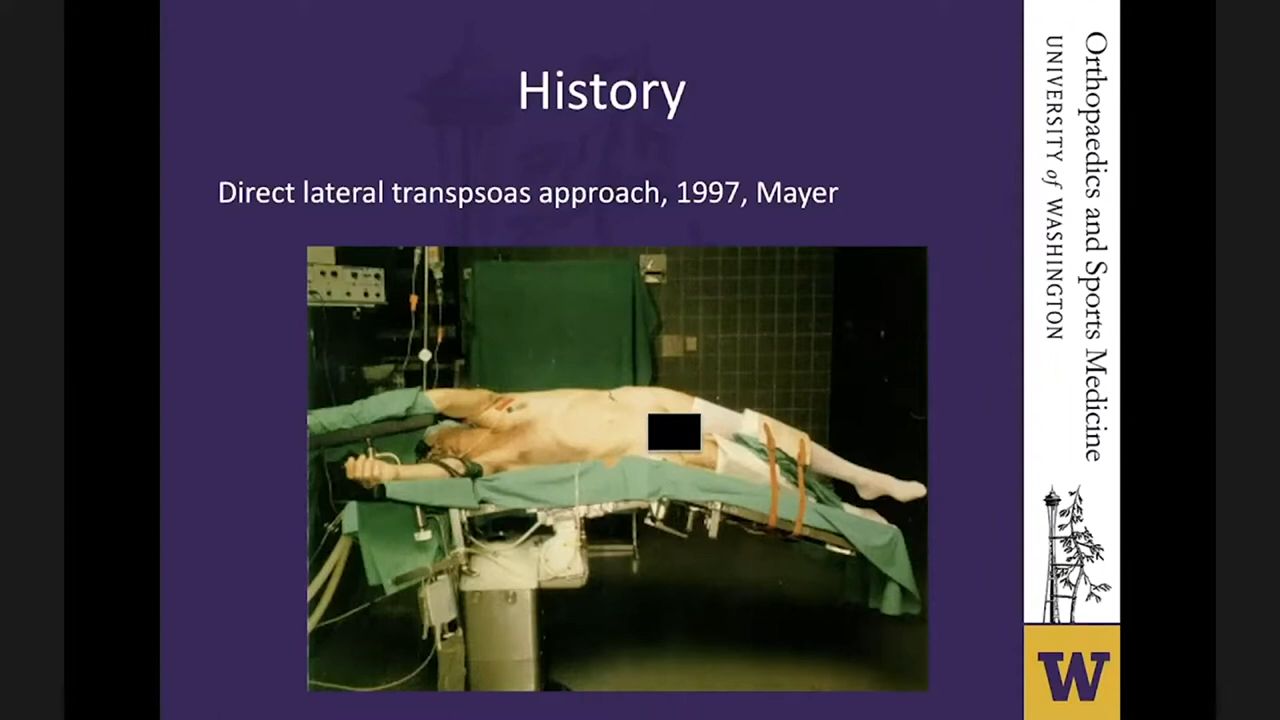 History
Direct lateral transpsoas approach, 1997, Mayer
Orthopaedics and Sports Medicine
UNIVERSITY of WASHINGTON
W